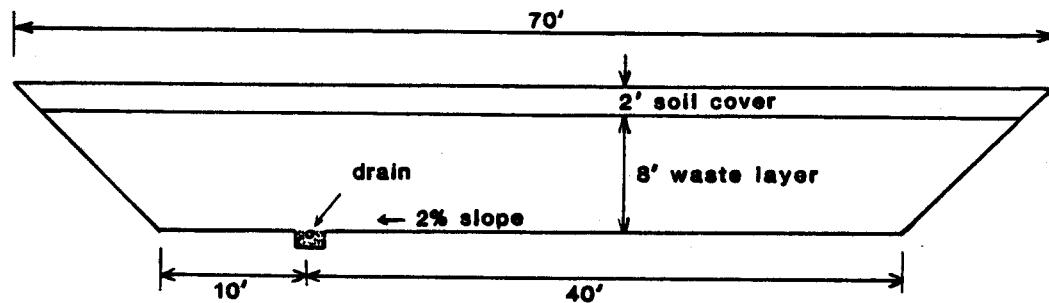 70'
2' soil cover
drain
8' waste layer
← 2% slope
10'
40'